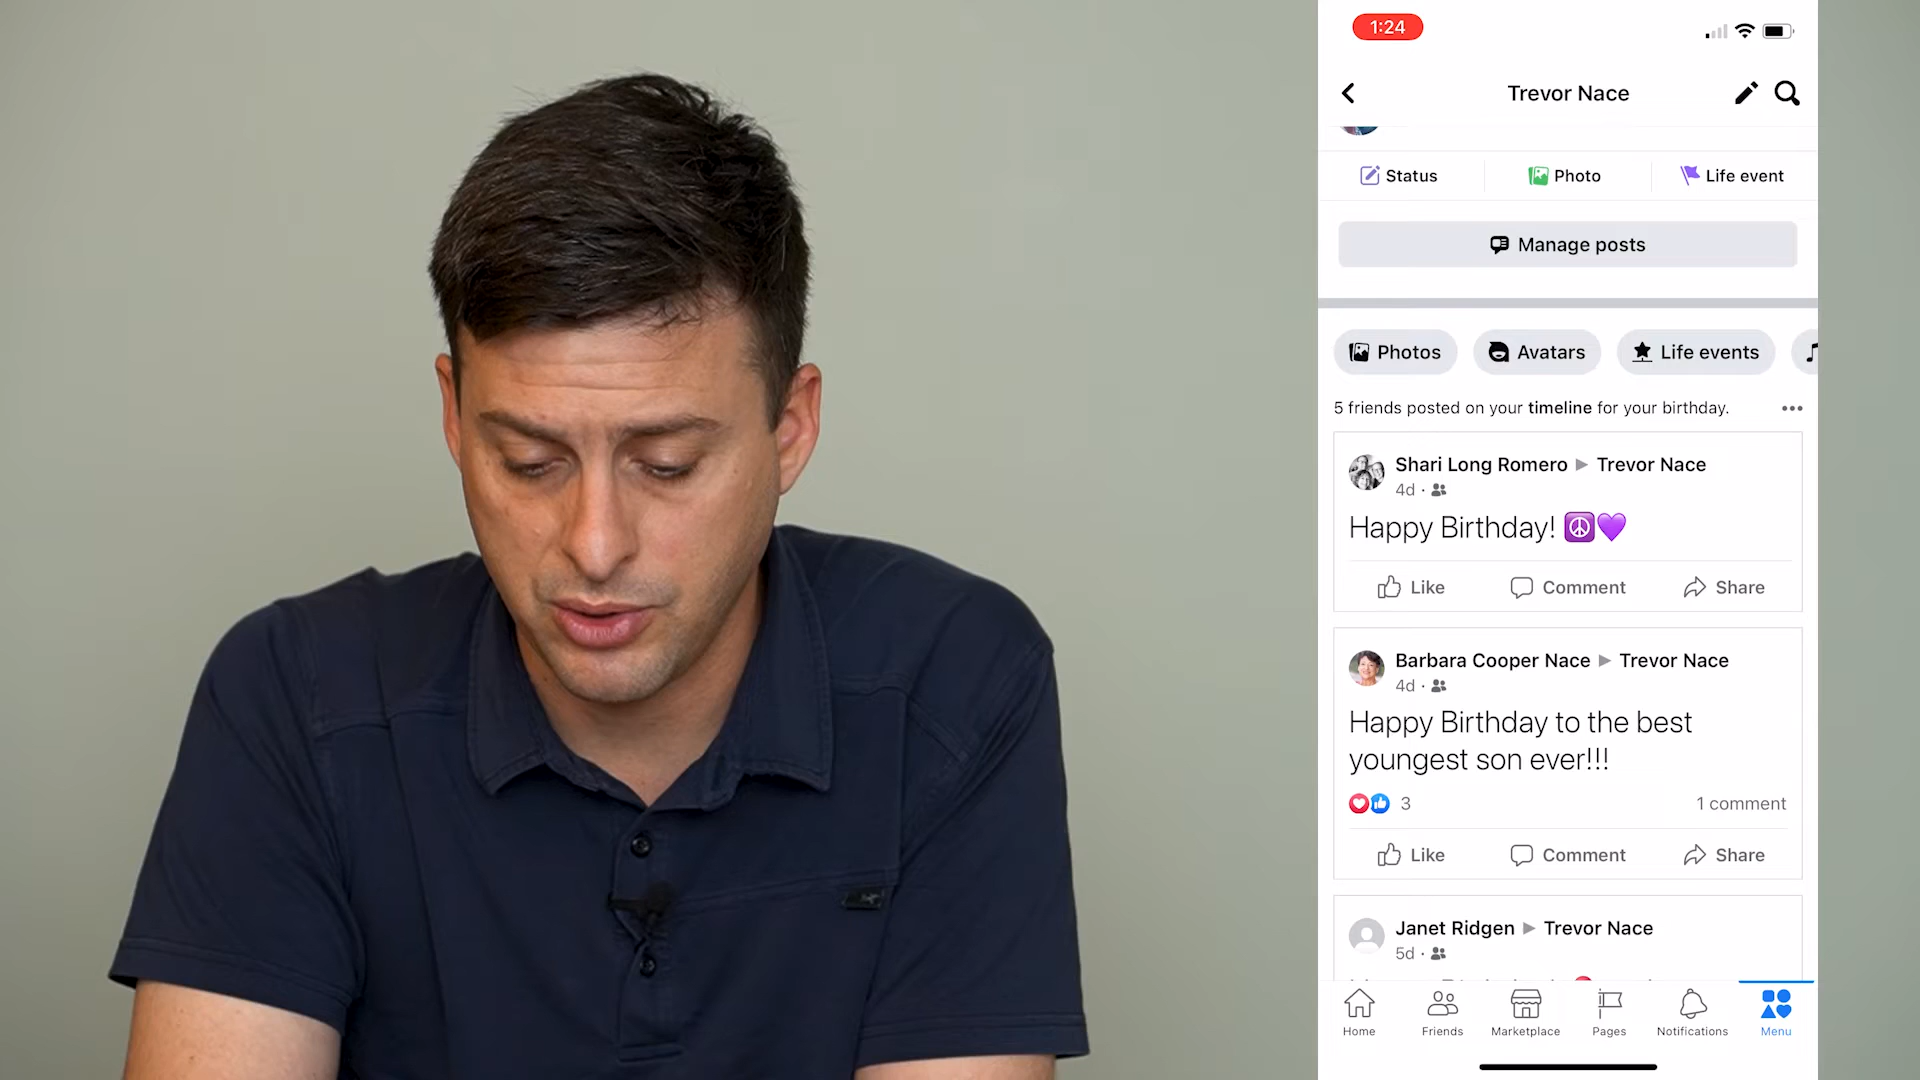 1:24
Trevor Nace
Status
Photo
Life event
Manage posts
Photos
Avatars
Life events
5 friends posted on your timeline for your birthday.
Shari Long Romero ▶ Trevor Nace
4d ·
Happy Birthday! ☮️💜
Like
Comment
Share
Barbara Cooper Nace ▶ Trevor Nace
4d ·
Happy Birthday to the best
youngest son ever!!!
3
1 comment
Like
Comment
Share
Janet Ridgen ▶ Trevor Nace
5d ·
Home
Friends
Marketplace
Pages
Notifications
Menu